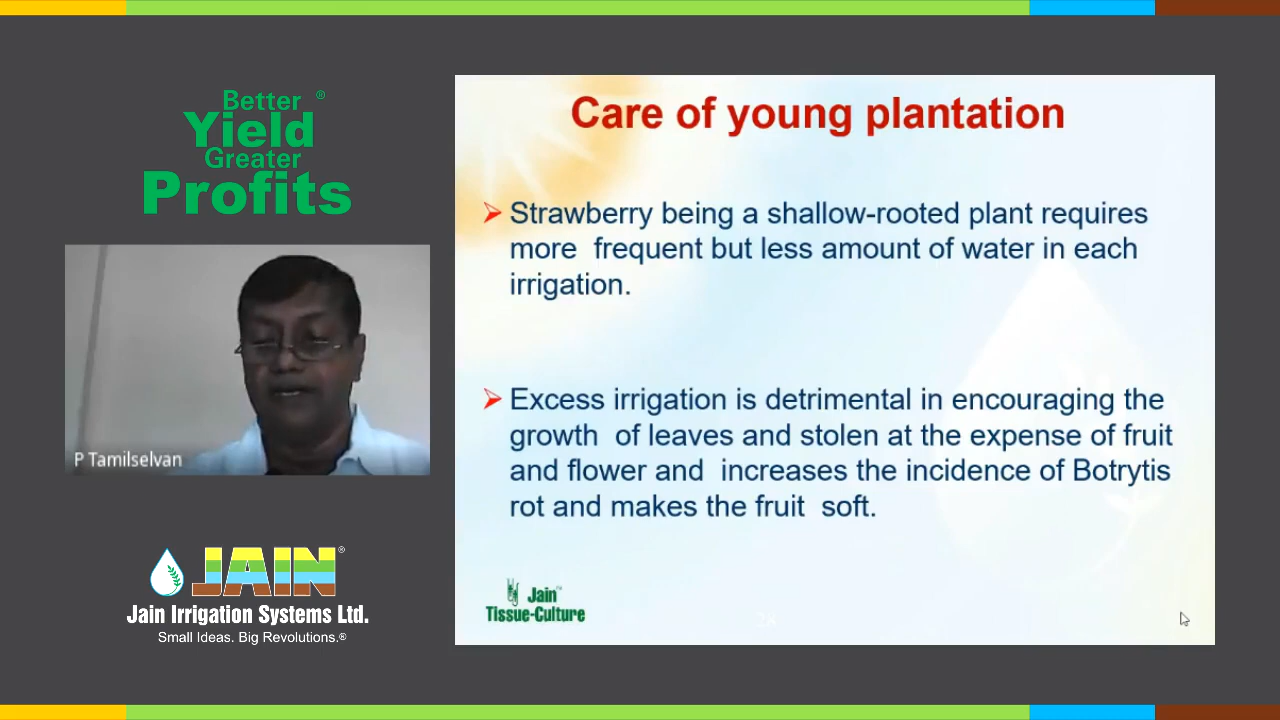 Better ®
Yield
Greater
Profits
P Tamilselvan
JAIN®
Jain Irrigation Systems Ltd.
Small Ideas. Big Revolutions.®
Care of young plantation
Strawberry being a shallow-rooted plant requires
more frequent but less amount of water in each
irrigation.
Excess irrigation is detrimental in encouraging the
growth of leaves and stolen at the expense of fruit
and flower and increases the incidence of Botrytis
rot and makes the fruit soft.
Jain™
Tissue-Culture